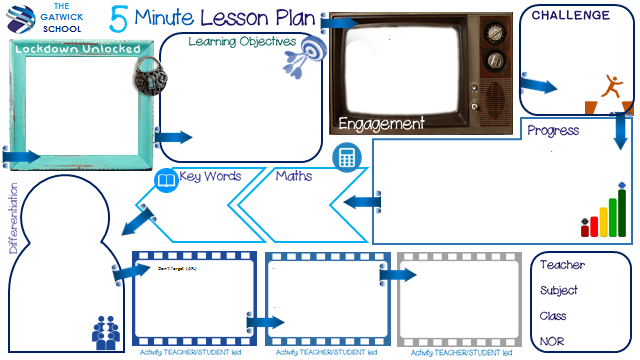 THE
GATWICK
SCHOOL
5 Minute Lesson Plan
Lockdown Unlocked
Learning Objectives
Engagement
CHALLENGE
Progress
Key Words
Maths
Differentiation
Don't forget (AfL)
Activity TEACHER/STUDENT led
Activity TEACHER/STUDENT led
Activity TEACHER/STUDENT led
Teacher
Subject
Class
NOR